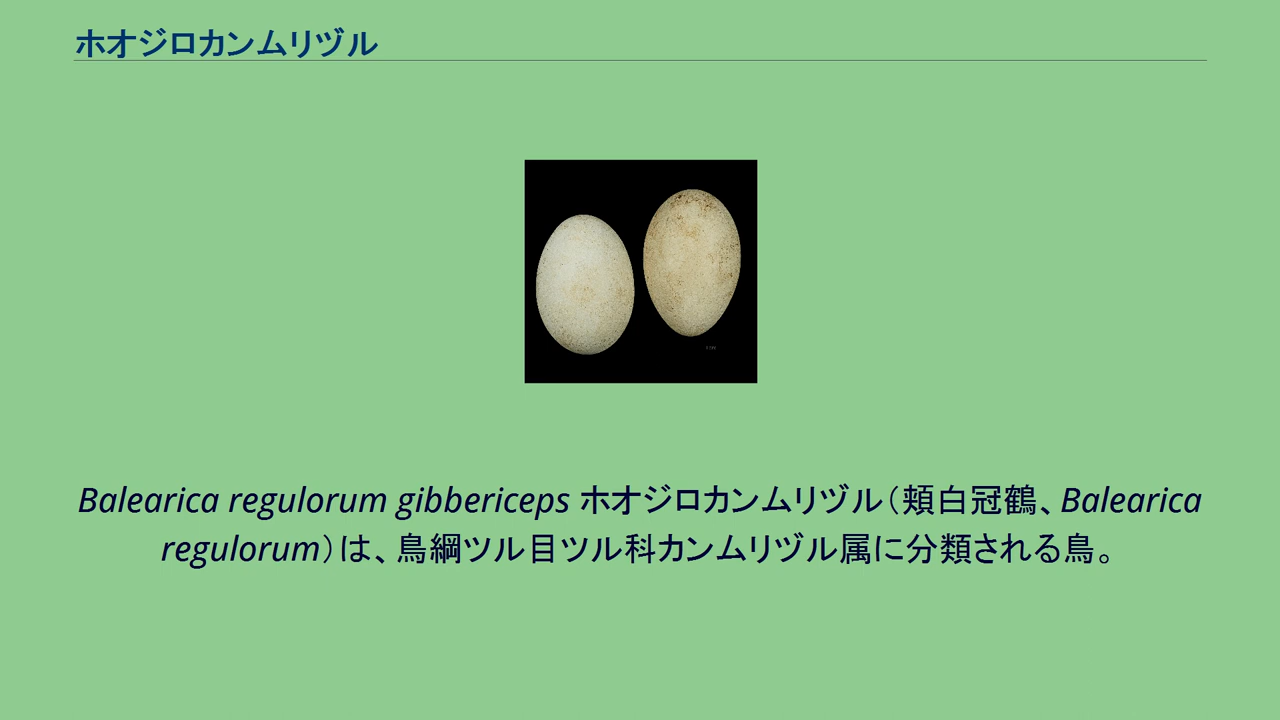 ホオジロカンムリヅル
Balearica regulorum gibbericeps ホオジロカンムリヅル（頬白冠鶴、Balearica
regulorum）は、鳥綱ツル目ツル科カンムリヅル属に分類される鳥。